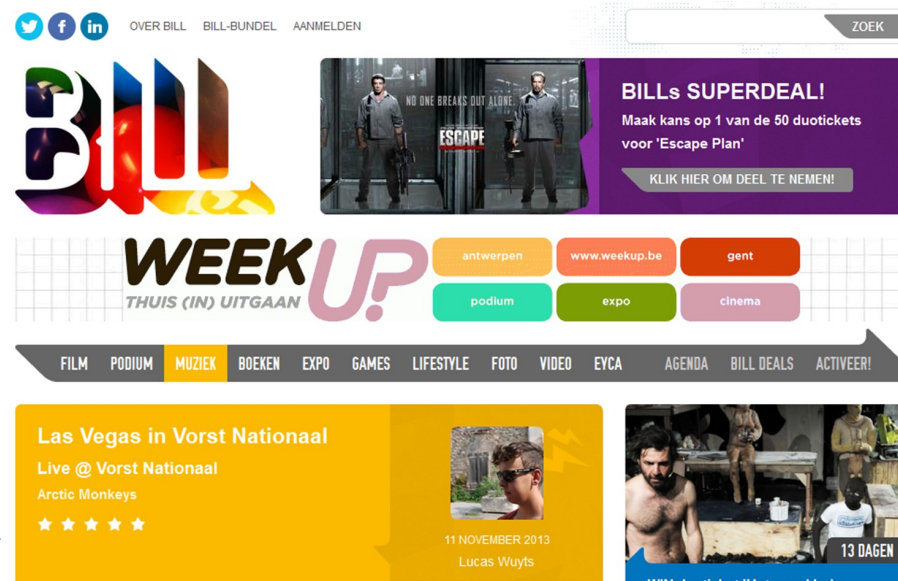 OVER BILL BILL-BUNDEL AANMELDEN
ZOEK
BILL
NO ONE BREAKS OUT ALONE.
ESCAPE
BILLs SUPERDEAL!
Maak kans op 1 van de 50 duotickets
voor 'Escape Plan'
KLIK HIER OM DEEL TE NEMEN!
WEEKUP?
THUIS (IN) UITGAAN
antwerpen www.weekup.be gent
podium expo cinema
FILM PODIUM MUZIEK BOEKEN EXPO GAMES LIFESTYLE FOTO VIDEO EYCA AGENDA BILL DEALS ACTIVEER!
Las Vegas in Vorst Nationaal
Live @ Vorst Nationaal
Arctic Monkeys
11 NOVEMBER 2013
Lucas Wuyts
13 DAGEN